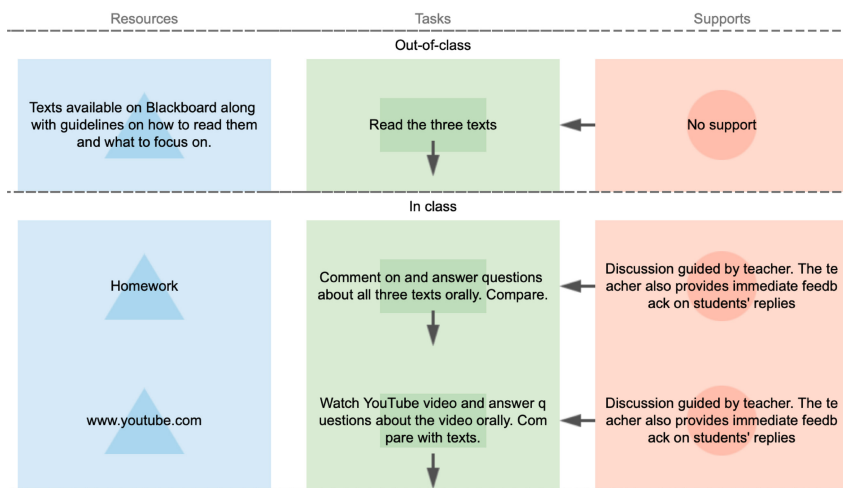 Resources
Tasks
Supports
Out-of-class
Texts available on Blackboard along
with guidelines on how to read them
and what to focus on.
Read the three texts
No support
In class
Homework
Comment on and answer questions
about all three texts orally. Compare.
Discussion guided by teacher. The te
acher also provides immediate feedb
ack on students' replies
www.youtube.com
Watch YouTube video and answer q
uestions about the video orally. Com
pare with texts.
Discussion guided by teacher. The te
acher also provides immediate feedb
ack on students' replies